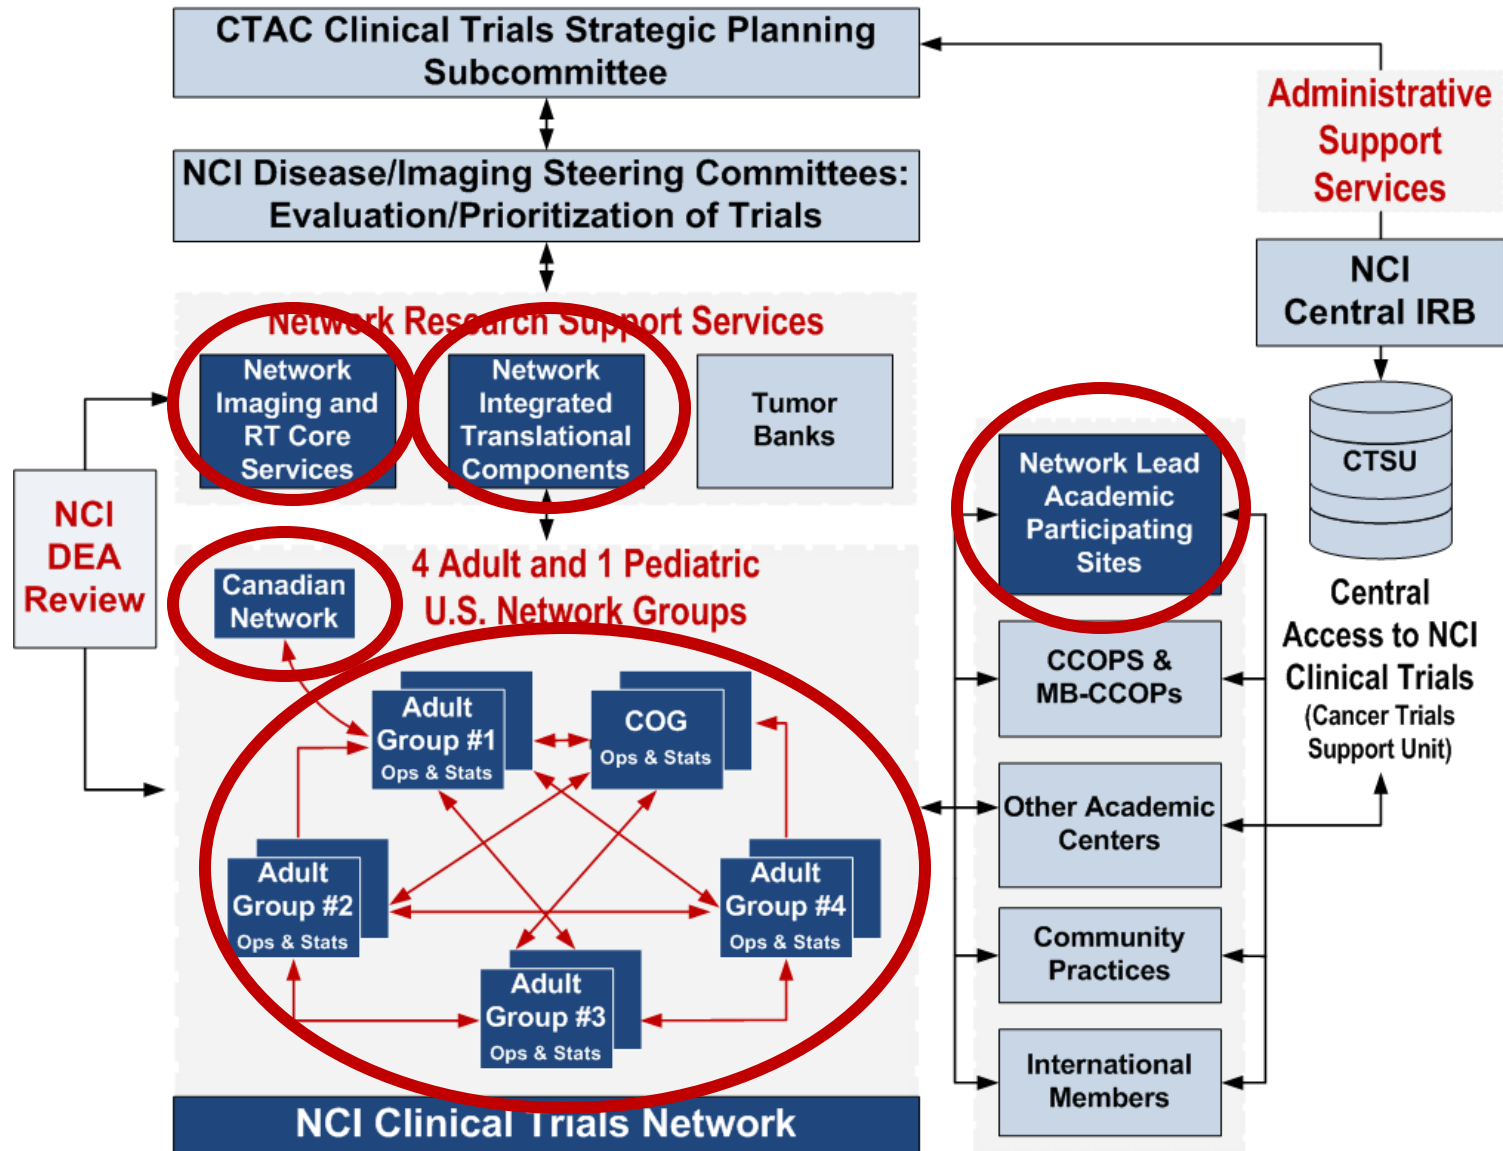 CTAC Clinical Trials Strategic Planning
Subcommittee
NCI Disease/Imaging Steering Committees:
Evaluation/Prioritization of Trials
Administrative
Support
Services
NCI
Central IRB
Network Research Support Services
Network
Imaging and
RT Core
Services
Network
Integrated
Translational
Components
Tumor
Banks
NCI
DEA
Review
4 Adult and 1 Pediatric
U.S. Network Groups
Canadian
Network
Adult
Group #1
Ops & Stats
COG
Ops & Stats
Adult
Group #2
Ops & Stats
Adult
Group #4
Ops & Stats
Adult
Group #3
Ops & Stats
NCI Clinical Trials Network
Network Lead
Academic
Participating
Sites
CCOPS &
MB-CCOPs
Other Academic
Centers
Community
Practices
International
Members
CTSU
Central
Access to NCI
Clinical Trials
(Cancer Trials
Support Unit)